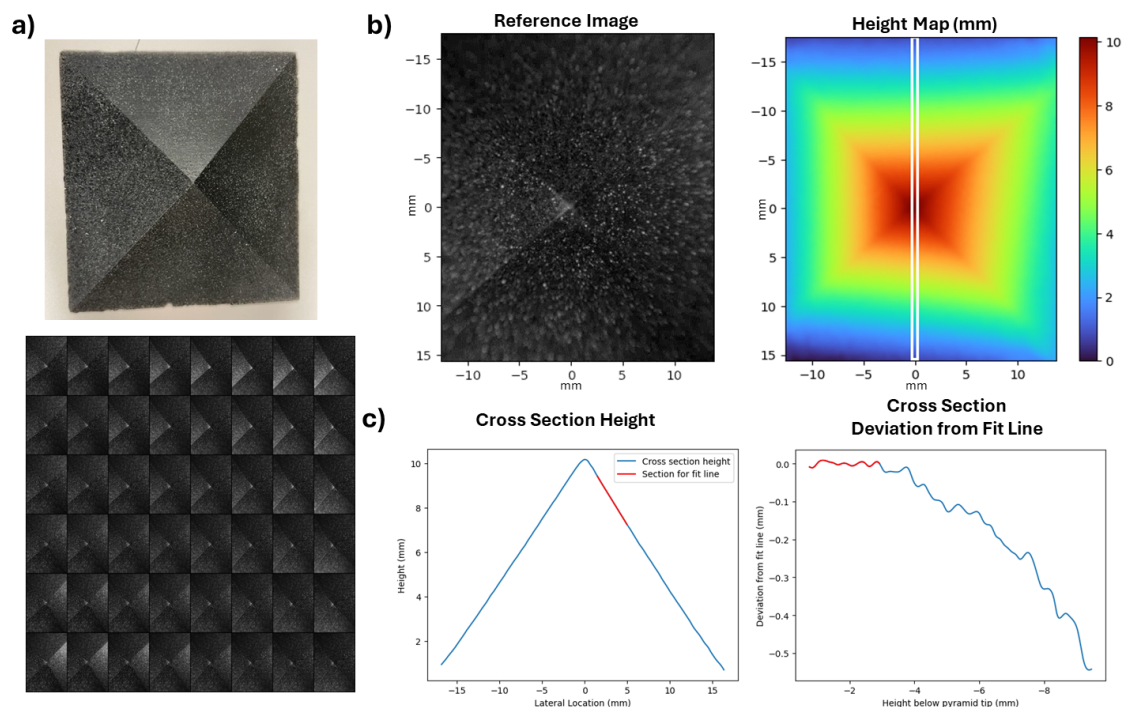 a)
b)
Reference Image
−15
−10
−5
0
5
10
15
mm
−10
−5
0
5
10
mm
Height Map (mm)
−15
−10
−5
0
5
10
15
mm
−10
−5
0
5
10
mm
10
8
6
4
2
0
c)
Cross Section Height
10
8
6
4
2
Height (mm)
Cross section height
Section for fit line
−15
−10
−5
0
5
10
15
Lateral Location (mm)
Cross Section
Deviation from Fit Line
0.0
−0.1
−0.2
−0.3
−0.4
−0.5
Deviation from fit line (mm)
−2
−4
−6
−8
Height below pyramid tip (mm)